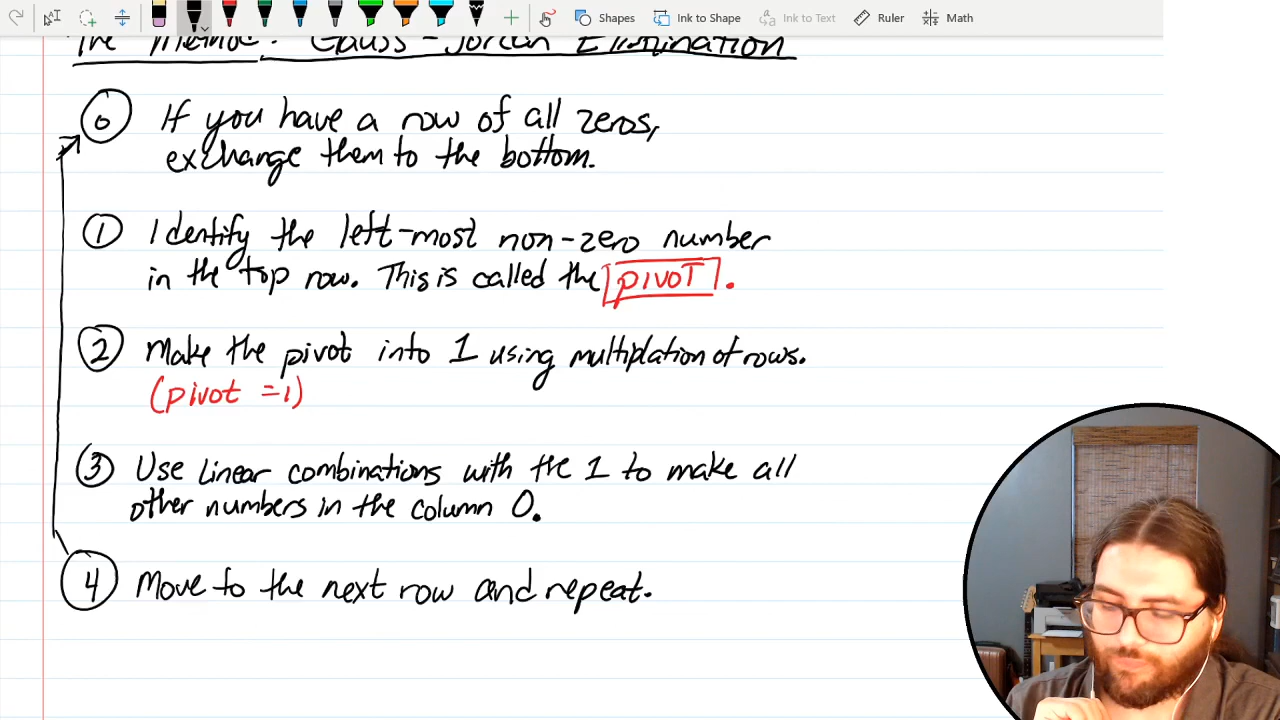 Shapes Ink to Shape Ink to Text Ruler Math
The Method: Gauss-Jordan Elimination
0 If you have a row of all zeros,
exchange them to the bottom.
1 Identify the left-most non-zero number
in the top row. This is called the pivot.
2 Make the pivot into 1 using multiplation of rows.
(pivot = 1)
3 Use linear combinations with the 1 to make all
other numbers in the column 0.
4 Move to the next row and repeat.